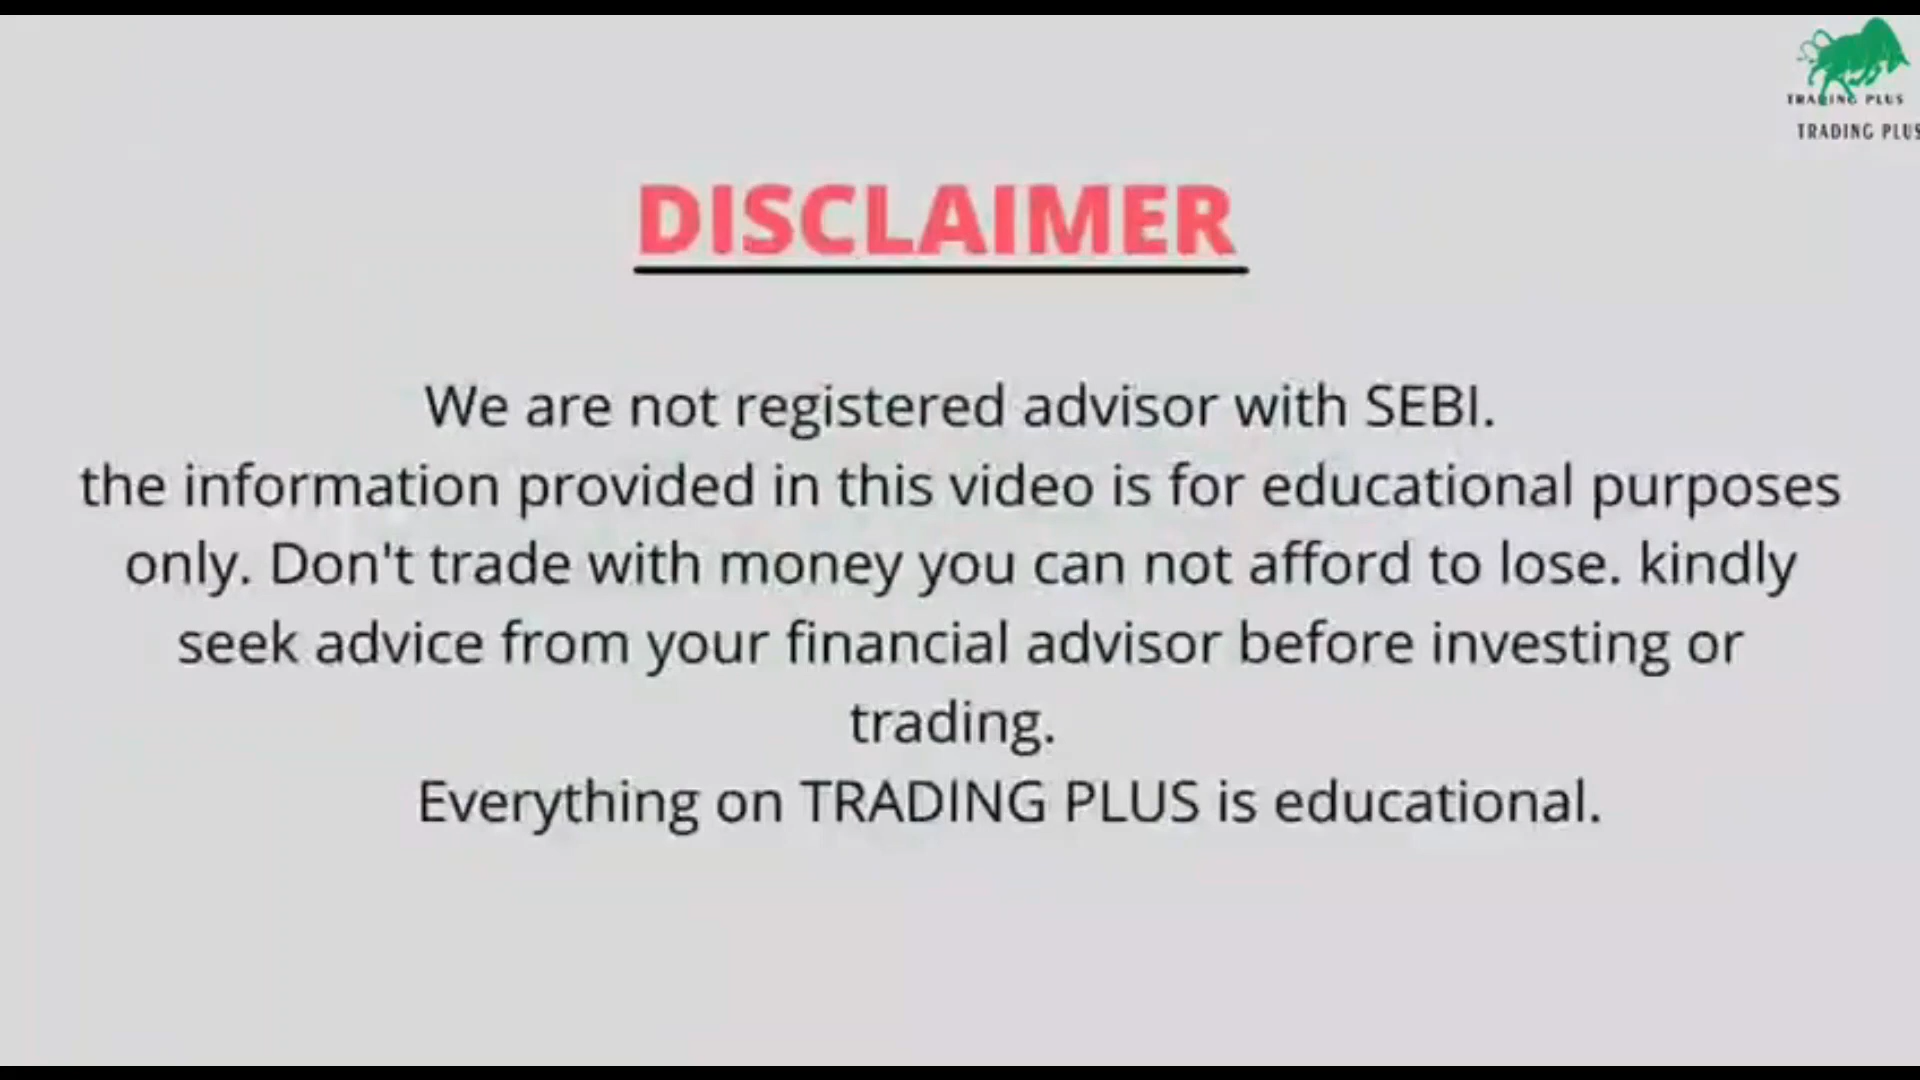 TRADING PLUS
TRADING PLUS
DISCLAIMER
We are not registered advisor with SEBI.
the information provided in this video is for educational purposes
only. Don't trade with money you can not afford to lose. kindly
seek advice from your financial advisor before investing or
trading.
Everything on TRADING PLUS is educational.